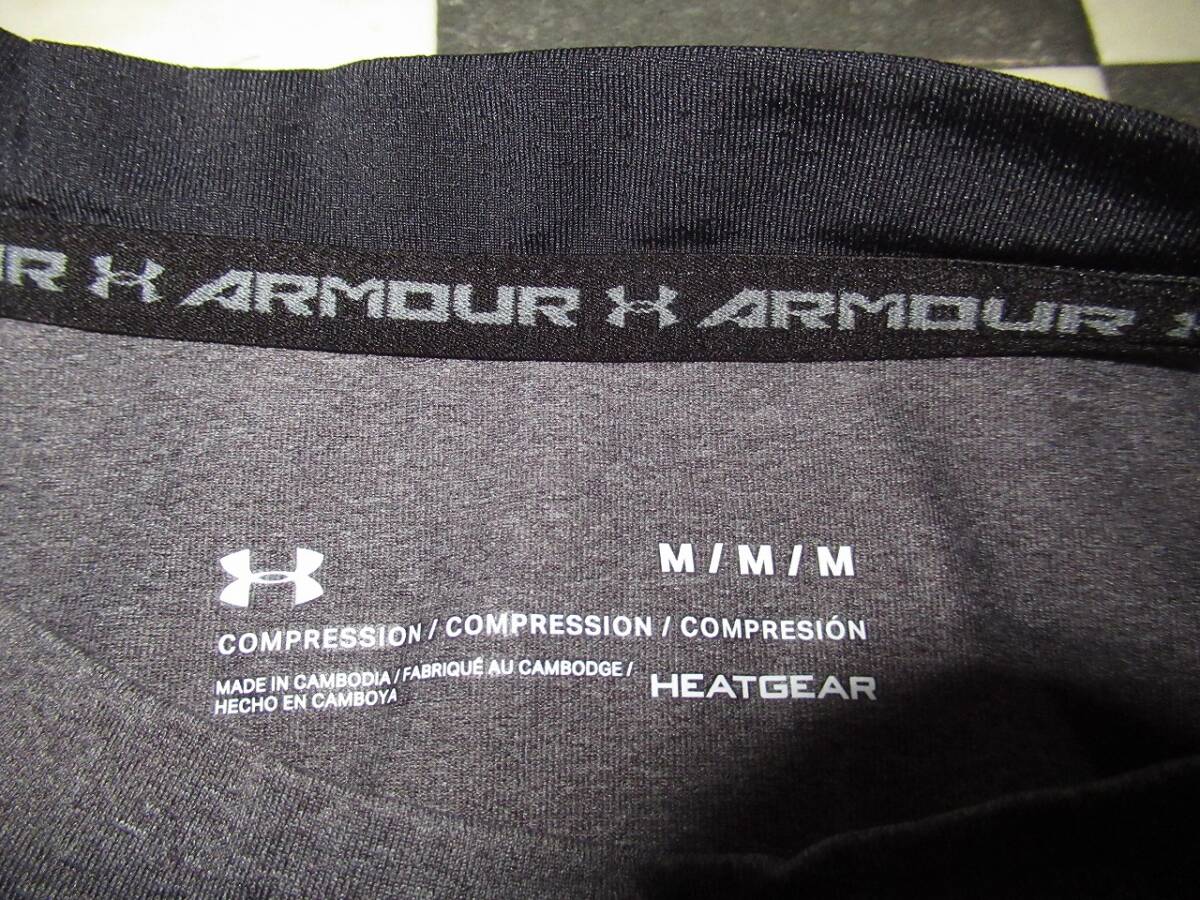 ARMOUR ARMOUR
M / M / M
COMPRESSION / COMPRESSION / COMPRESIÓN
MADE IN CAMBODIA / FABRIQUÉ AU CAMBODGE /
HECHO EN CAMBOYA
HEATGEAR